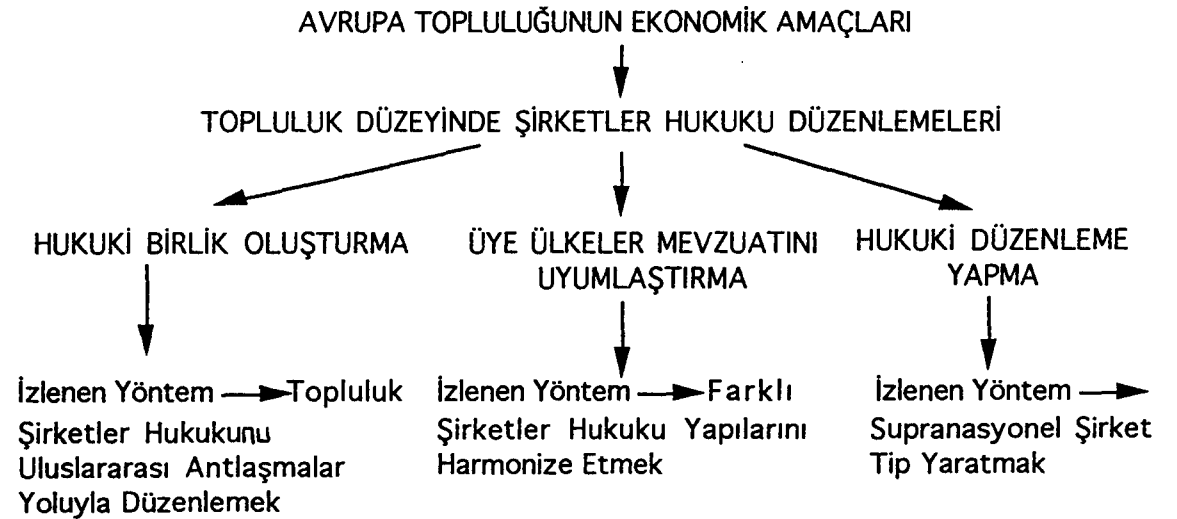 AVRUPA TOPLULUĞUNUN EKONOMİK AMAÇLARI
TOPLULUK DÜZEYİNDE ŞİRKETLER HUKUKU DÜZENLEMELERİ
HUKUKİ BİRLİK OLUŞTURMA
İzlenen Yöntem Topluluk
Şirketler Hukukunu
Uluslararası Antlaşmalar
Yoluyla Düzenlemek
ÜYE ÜLKELER MEVZUATINI
UYUMLAŞTIRMA
İzlenen Yöntem Farklı
Şirketler Hukuku Yapılarını
Harmonize Etmek
HUKUKİ DÜZENLEME
YAPMA
İzlenen Yöntem
Supranasyonel Şirket
Tip Yaratmak